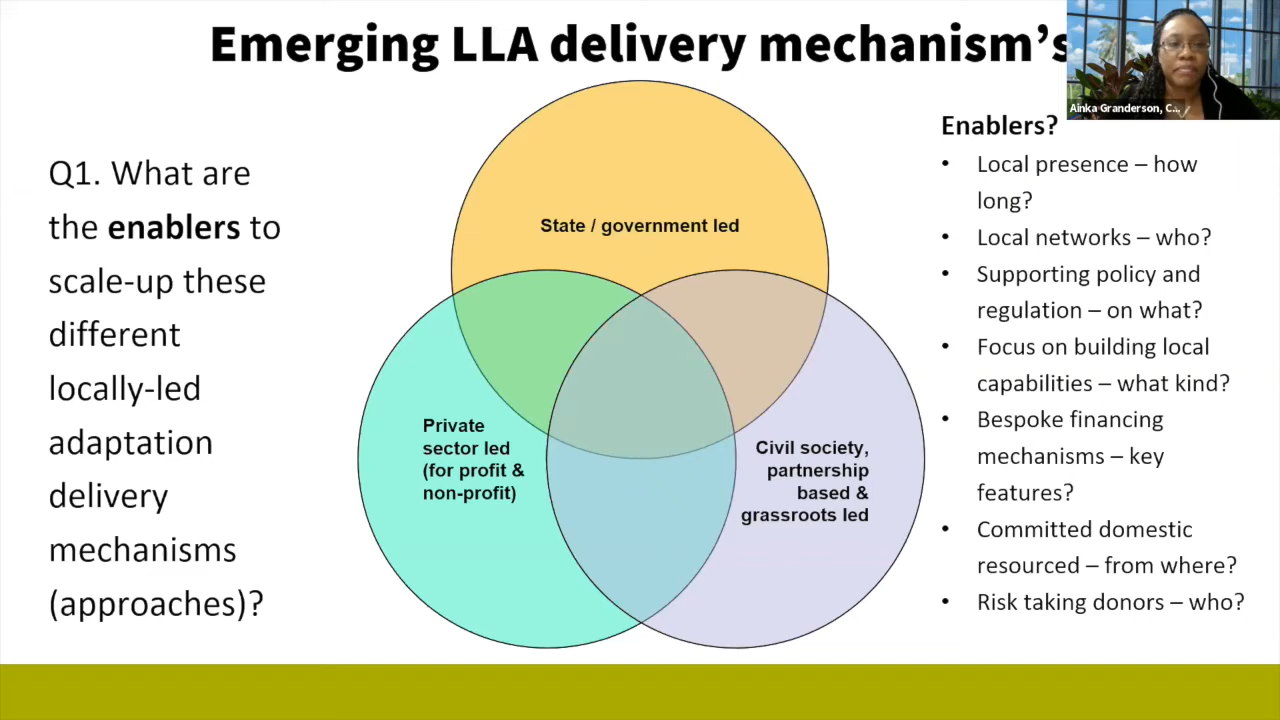 Emerging LLA delivery mechanism's
Ainka Granderson, C...
Q1. What are
the enablers to
scale-up these
different
locally-led
adaptation
delivery
mechanisms
(approaches)?
State / government led
Private
sector led
(for profit &
non-profit)
Civil society,
partnership
based &
grassroots led
Enablers?
• Local presence – how
long?
• Local networks – who?
• Supporting policy and
regulation – on what?
• Focus on building local
capabilities – what kind?
• Bespoke financing
mechanisms – key
features?
• Committed domestic
resourced – from where?
• Risk taking donors – who?